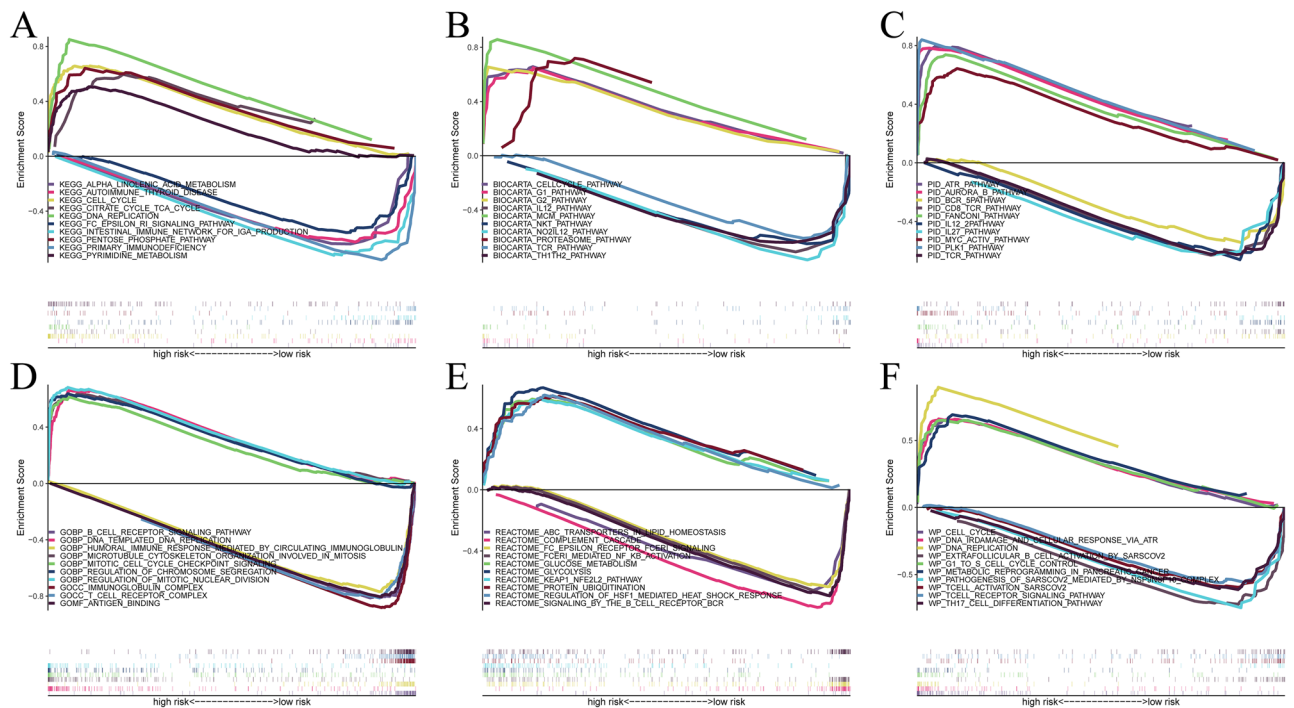 A
Enrichment Score
0.8
0.4
0.0
-0.4
KEGG_ALPHA_LINOLENIC_ACID_METABOLISM
KEGG_AUTOIMMUNE_THYROID_DISEASE
KEGG_CELL_CYCLE
KEGG_CITRATE_CYCLE_TCA_CYCLE
KEGG_DNA_REPLICATION
KEGG_FC_EPSILON_RI_SIGNALING_PATHWAY
KEGG_INTESTINAL_IMMUNE_NETWORK_FOR_IGA_PRODUCTION
KEGG_PENTOSE_PHOSPHATE_PATHWAY
KEGG_PRIMARY_IMMUNODEFICIENCY
KEGG_PYRIMIDINE_METABOLISM
high risk<-------------->low risk
B
Enrichment Score
0.8
0.4
0.0
-0.4
BIOCARTA_CELLCYCLE_PATHWAY
BIOCARTA_G1_PATHWAY
BIOCARTA_G2_PATHWAY
BIOCARTA_IL12_PATHWAY
BIOCARTA_MCM_PATHWAY
BIOCARTA_NKT_PATHWAY
BIOCARTA_NO2IL12_PATHWAY
BIOCARTA_PROTEASOME_PATHWAY
BIOCARTA_TCR_PATHWAY
BIOCARTA_TH1TH2_PATHWAY
high risk<-------------->low risk
C
Enrichment Score
0.8
0.4
0.0
-0.4
PID_ATR_PATHWAY
PID_AURORA_B_PATHWAY
PID_BCR_5PATHWAY
PID_CD8_TCR_PATHWAY
PID_FANCONI_PATHWAY
PID_IL12_2PATHWAY
PID_IL27_PATHWAY
PID_MYC_ACTIV_PATHWAY
PID_PLK1_PATHWAY
PID_TCR_PATHWAY
high risk<-------------->low risk
D
Enrichment Score
0.4
0.0
-0.4
-0.8
GOBP_B_CELL_RECEPTOR_SIGNALING_PATHWAY
GOBP_DNA_TEMPLATED_DNA_REPLICATION
GOBP_HUMORAL_IMMUNE_RESPONSE_MEDIATED_BY_CIRCULATING_IMMUNOGLOBULIN
GOBP_MICROTUBULE_CYTOSKELETON_ORGANIZATION_INVOLVED_IN_MITOSIS
GOBP_MITOTIC_CELL_CYCLE_CHECKPOINT_SIGNALING
GOBP_REGULATION_OF_CHROMOSOME_SEGREGATION
GOBP_REGULATION_OF_MITOTIC_NUCLEAR_DIVISION
GOCC_IMMUNOGLOBULIN_COMPLEX
GOCC_T_CELL_RECEPTOR_COMPLEX
GOMF_ANTIGEN_BINDING
high risk<-------------->low risk
E
Enrichment Score
0.4
0.0
-0.4
REACTOME_ABC_TRANSPORTERS_IN_LIPID_HOMEOSTASIS
REACTOME_COMPLEMENT_CASCADE
REACTOME_FC_EPSILON_RECEPTOR_FCERI_SIGNALING
REACTOME_FCERI_MEDIATED_NF_KB_ACTIVATION
REACTOME_GLUCOSE_METABOLISM
REACTOME_GLYCOLYSIS
REACTOME_KEAP1_NFE2L2_PATHWAY
REACTOME_PROTEIN_UBIQUITINATION
REACTOME_REGULATION_OF_HSF1_MEDIATED_HEAT_SHOCK_RESPONSE
REACTOME_SIGNALING_BY_THE_B_CELL_RECEPTOR_BCR
high risk<-------------->low risk
F
Enrichment Score
0.5
0.0
-0.5
WP_CELL_CYCLE
WP_DNA_IRDAMAGE_AND_CELLULAR_RESPONSE_VIA_ATR
WP_DNA_REPLICATION
WP_EXTRAFOLLICULAR_B_CELL_ACTIVATION_BY_SARSCOV2
WP_G1_TO_S_CELL_CYCLE_CONTROL
WP_METABOLIC_REPROGRAMMING_IN_PANCREATIC_CANCER
WP_PATHOGENESIS_OF_SARSCOV2_MEDIATED_BY_NSP9NSP10_COMPLEX
WP_TCELL_ACTIVATION_SARSCOV2
WP_TCELL_RECEPTOR_SIGNALING_PATHWAY
WP_TH17_CELL_DIFFERENTIATION_PATHWAY
high risk<-------------->low risk